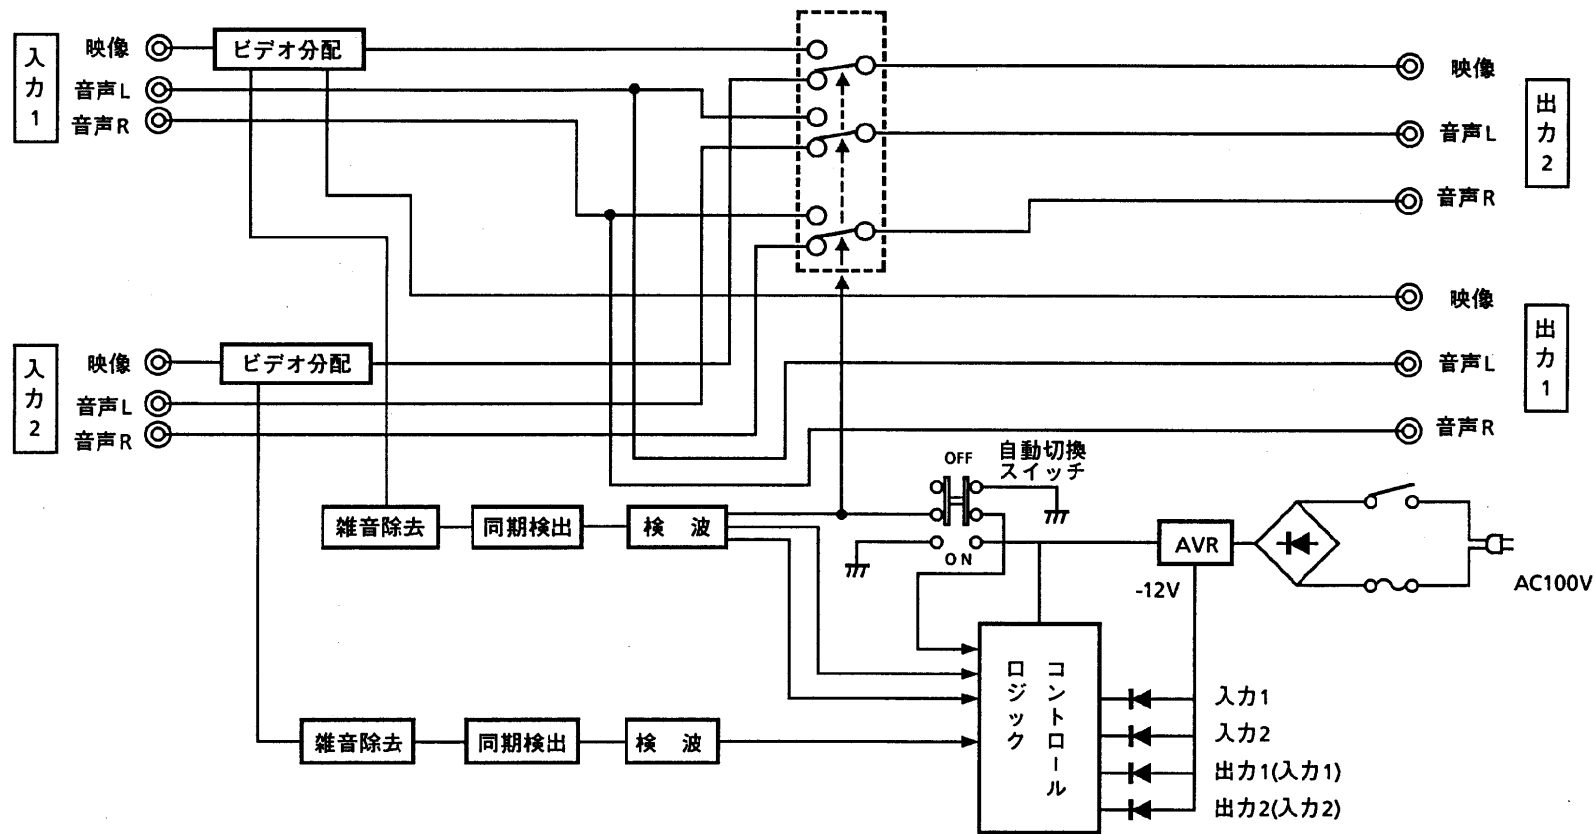 入力1
映像
音声L
音声R
ビデオ分配
映像
音声L
音声R
出力2
映像
音声L
音声R
出力1
入力2
映像
音声L
音声R
ビデオ分配
OFF
自動切換
スイッチ
ON
雑音除去
同期検出
検 波
AVR
-12V
AC100V
コントロール
ロジック
入力1
入力2
出力1(入力1)
出力2(入力2)
雑音除去
同期検出
検 波